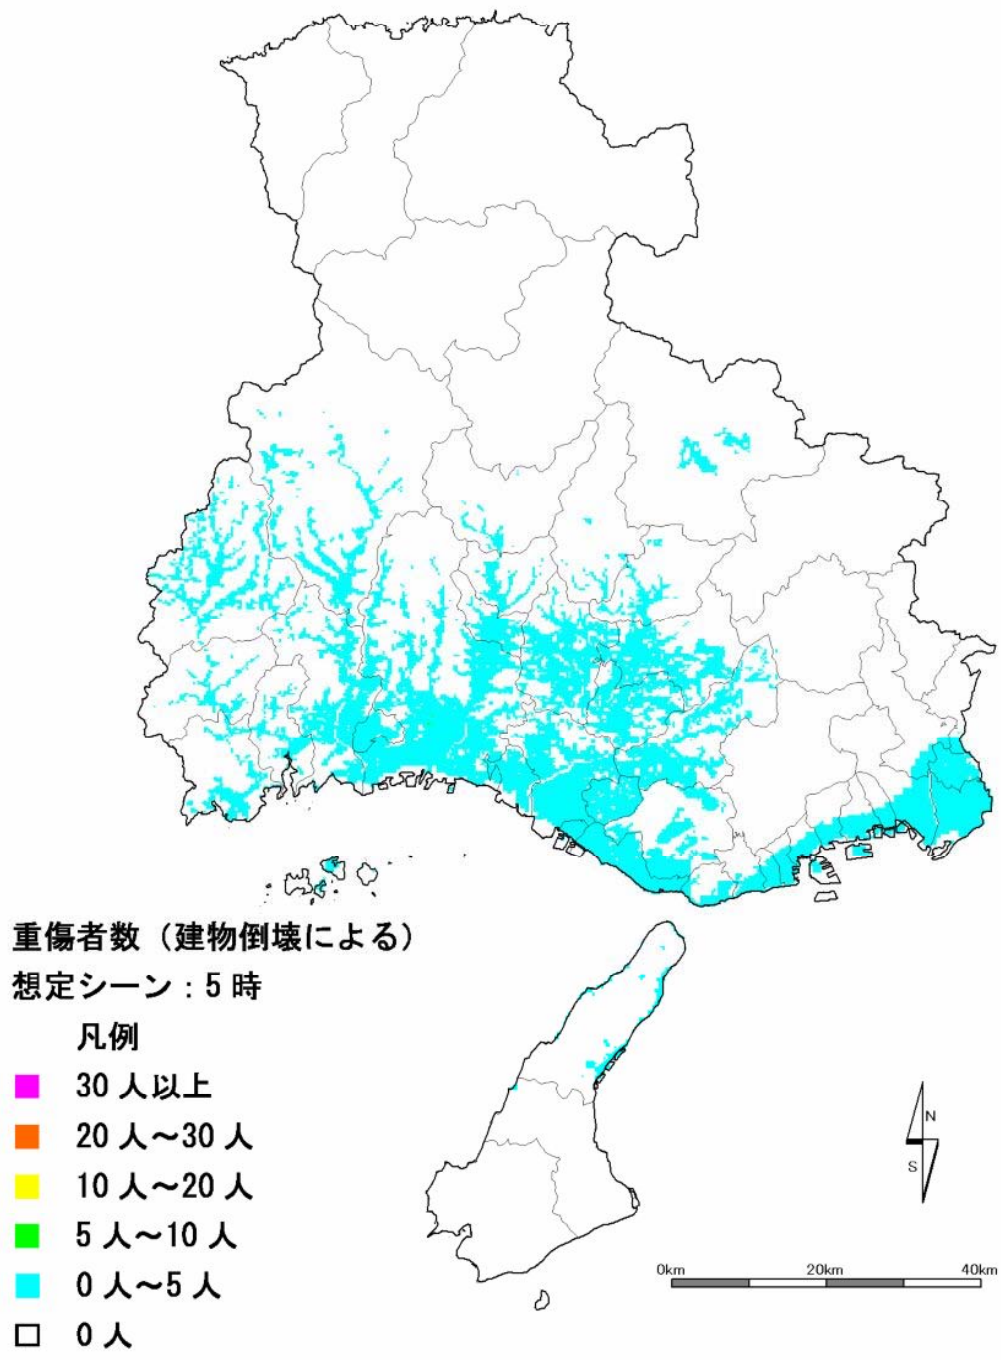 重傷者数（建物倒壊による）
想定シーン：5時
凡例
30人以上
20人～30人
10人～20人
5人～10人
0人～5人
0人
N
S
0km 20km 40km